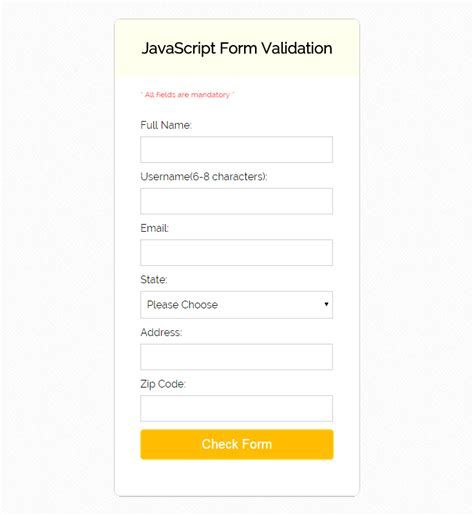 JavaScript Form Validation
* All fields are mandatory *
Full Name:
Username(6-8 characters):
Email:
State:
Please Choose
Address:
Zip Code:
Check Form